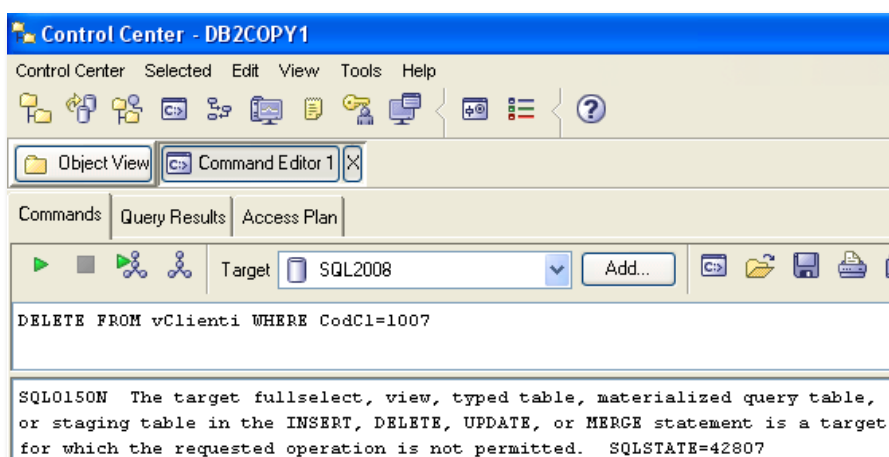 Control Center - DB2COPY1
Control Center Selected Edit View Tools Help
Object View Command Editor 1
Commands Query Results Access Plan
Target SQL2008 Add...
DELETE FROM vClienti WHERE CodCl=1007
SQL0150N The target fullselect, view, typed table, materialized query table,
or staging table in the INSERT, DELETE, UPDATE, or MERGE statement is a target
for which the requested operation is not permitted. SQLSTATE=42807